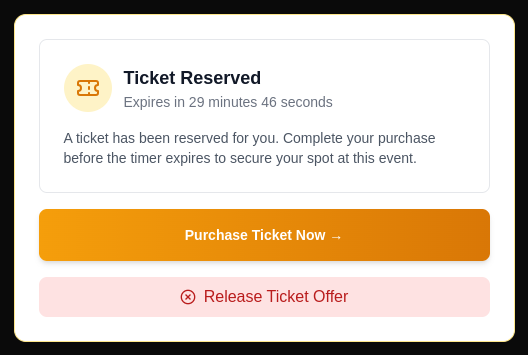 Ticket Reserved
Expires in 29 minutes 46 seconds
A ticket has been reserved for you. Complete your purchase
before the timer expires to secure your spot at this event.
Purchase Ticket Now →
Release Ticket Offer